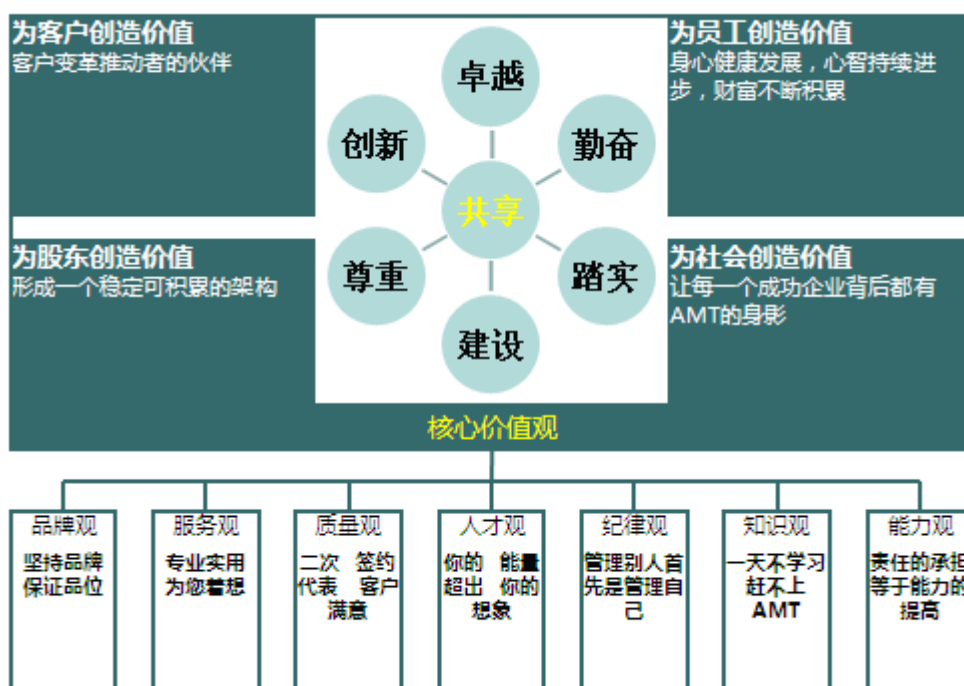 为客户创造价值
客户变革推动者的伙伴
为员工创造价值
身心健康发展，心智持续进
步，财富不断积累
卓越
创新
勤奋
共享
尊重
踏实
建设
为股东创造价值
形成一个稳定可积累的架构
为社会创造价值
让每一个成功企业背后都有
AMT的身影
核心价值观
品牌观
坚持品牌
保证品位
服务观
专业实用
为您着想
质量观
二次 签约
代表 客户
满意
人才观
你的 能量
超出 你的
想象
纪律观
管理别人首
先是管理自
己
知识观
一天不学习
赶不上
AMT
能力观
责任的承担
等于能力的
提高